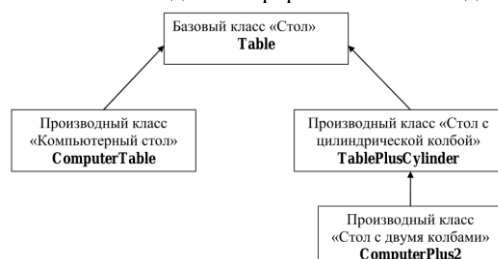 Базовый класс «Стол»
Table
Производный класс
«Компьютерный стол»
ComputerTable
Производный класс «Стол с
цилиндрической колбой»
TablePlusCylinder
Производный класс
«Стол с двумя колбами»
ComputerPlus2